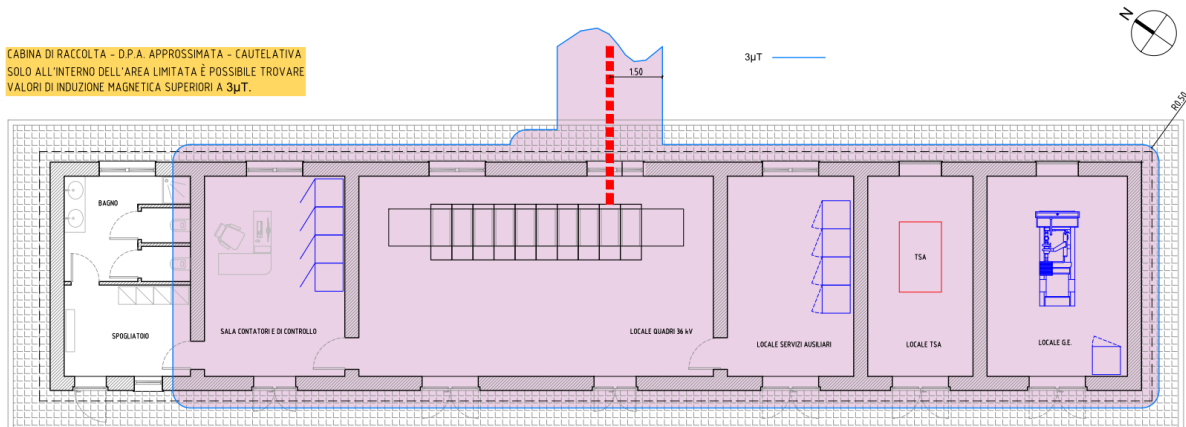 N
CABINA DI RACCOLTA - D.P.A. APPROSSIMATA - CAUTELATIVA
SOLO ALL'INTERNO DELL'AREA LIMITATA È POSSIBILE TROVARE
VALORI DI INDUZIONE MAGNETICA SUPERIORI A 3µT.
3µT
1.50
R0,50
BAGNO
TSA
SPOGLIATOIO
SALA CONTATORI E DI CONTROLLO
LOCALE QUADRI 36 kV
LOCALE SERVIZI AUSILIARI
LOCALE TSA
LOCALE G.E.